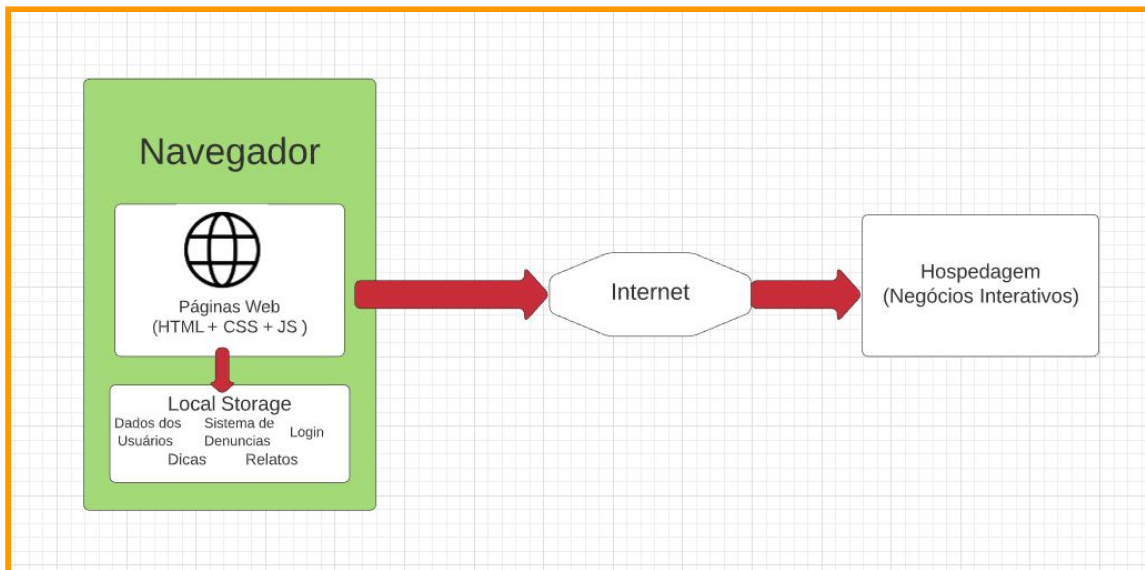 Navegador
Páginas Web
(HTML + CSS + JS )
Local Storage
Dados dos
Usuários
Sistema de
Denuncias
Login
Dicas
Relatos
Internet
Hospedagem
(Negócios Interativos)